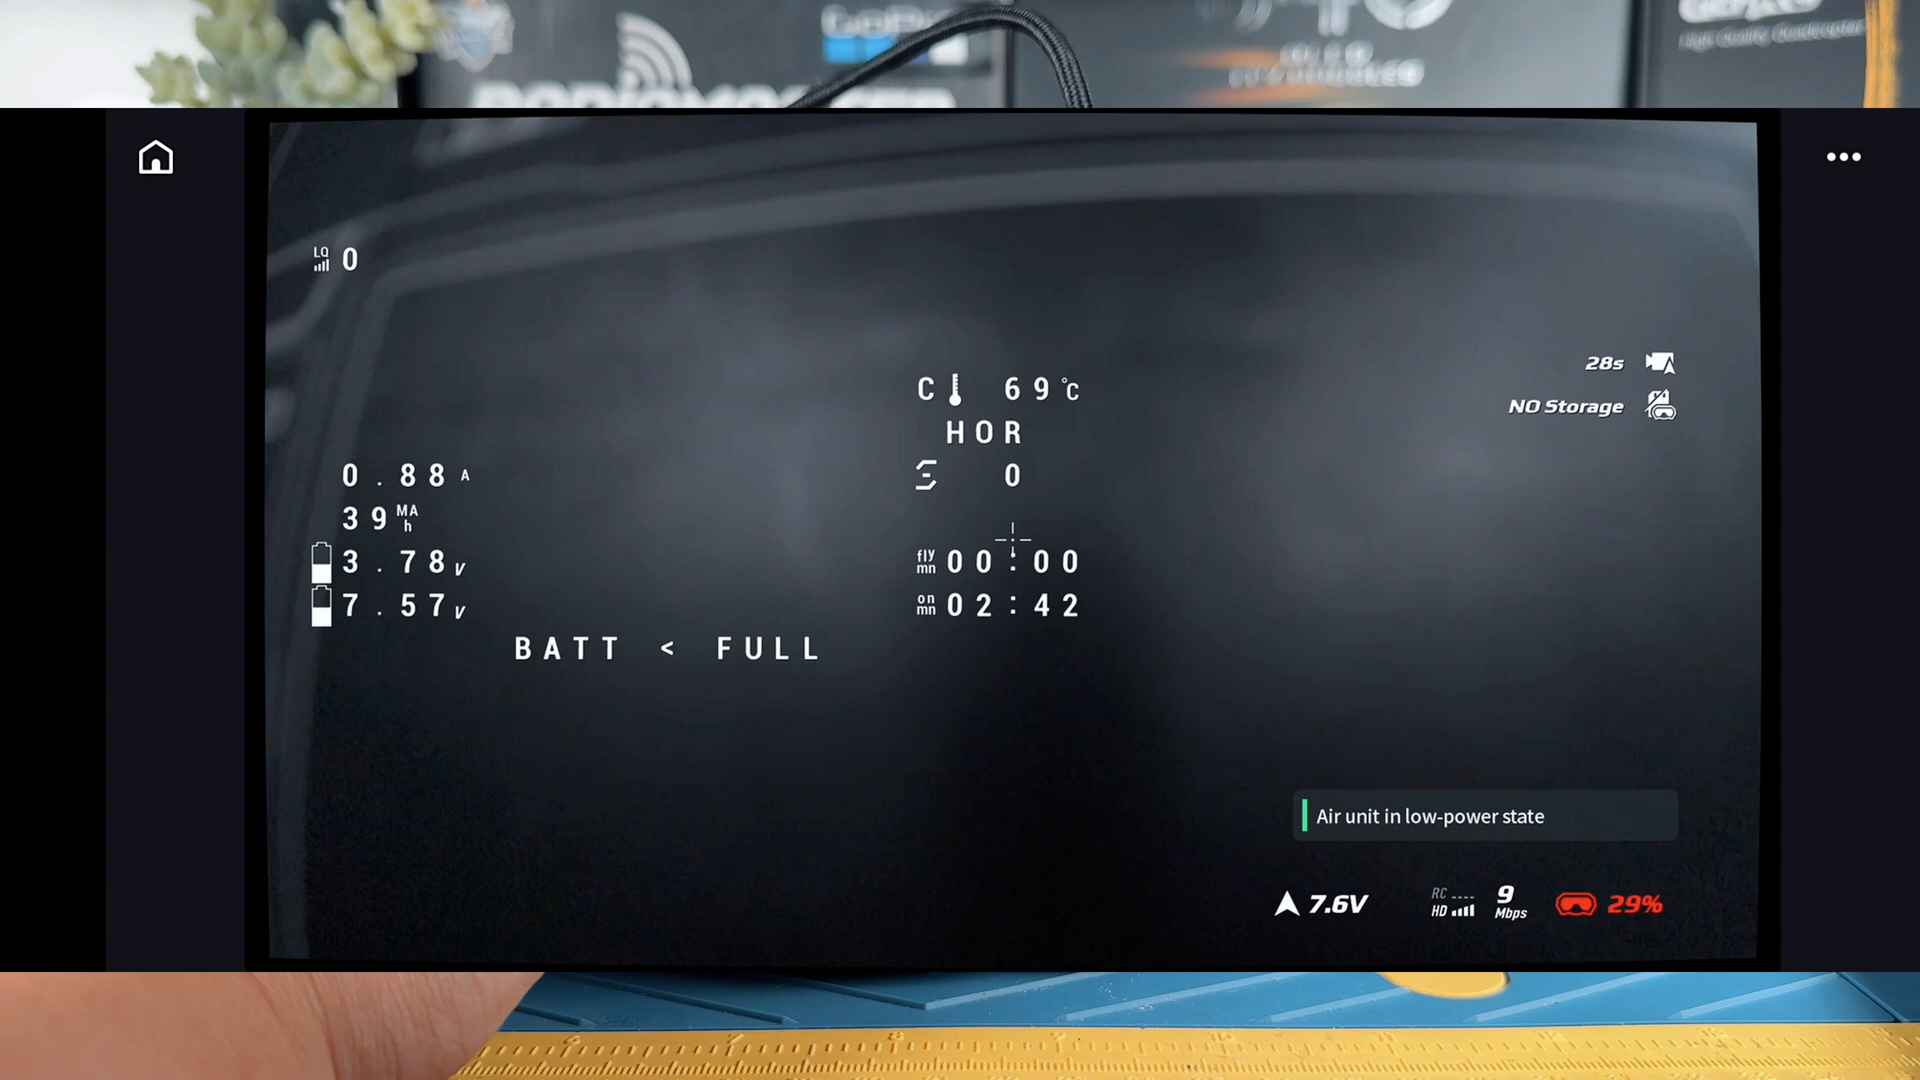 GoPro
LQ 0
C 69°C
HOR
0
28s
NO Storage
0.88 A
39 MAh
3.78 V
7.57 V
fly mn 00:00
on mn 02:42
BATT < FULL
Air unit in low-power state
7.6V
RC ----
HD
9 Mbps
29%